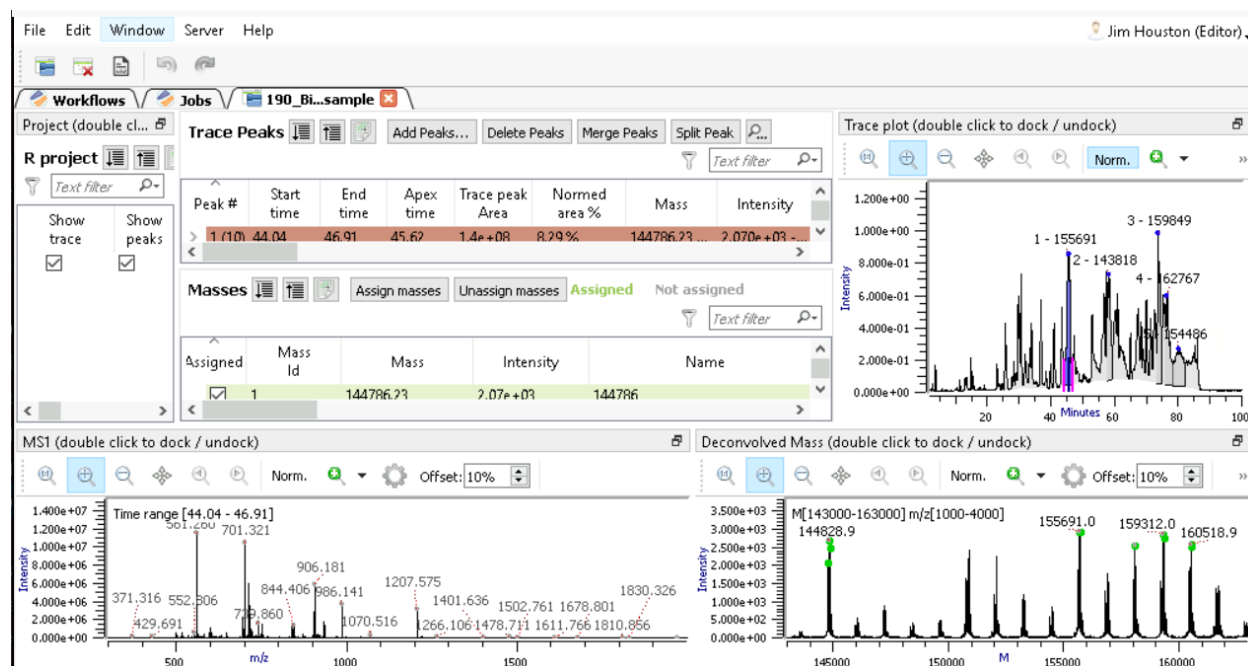 File Edit Window Server Help
Jim Houston (Editor)
Workflows Jobs 190_Bi...sample
Project (double cl...
R project
Text filter
Show trace
Show peaks
Trace Peaks Add Peaks... Delete Peaks Merge Peaks Split Peak
Text filter
Peak # Start time End time Apex time Trace peak Area Normed area % Mass Intensity
1 (10) 44.04 46.91 45.62 1.4e+08 8.29 % 144786.23 ... 2.070e+03 -...
Masses Assign masses Unassign masses Assigned Not assigned
Text filter
Assigned Mass Id Mass Intensity Name
1 144786.23 2.07e+03 144786
Trace plot (double click to dock / undock)
Norm.
1.200e+00
1.000e+00
8.000e-01
6.000e-01
4.000e-01
2.000e-01
0.000e+00
Intensity
3 - 159849
1 - 155691
2 - 143818
4 - 162767
154486
20 40 60 80 100
Minutes
MS1 (double click to dock / undock)
Norm. Offset: 10%
1.400e+07
1.200e+07
1.000e+07
8.000e+06
6.000e+06
4.000e+06
2.000e+06
0.000e+00
Intensity
Time range [44.04 - 46.91]
561.260
701.321
906.181
844.406
986.141
1207.575
371.316
552.306
739.860
1401.636
1502.761
1678.801
1830.326
429.691
1070.516
1266.106
1478.711
1611.766
1810.856
500 1000 1500
m/z
Deconvolved Mass (double click to dock / undock)
Norm. Offset: 10%
3.500e+03
3.000e+03
2.500e+03
2.000e+03
1.500e+03
1.000e+03
5.000e+02
0.000e+00
Intensity
M[143000-163000] m/z[1000-4000]
144828.9
155691.0
159312.0
160518.9
145000 150000 155000 160000
M